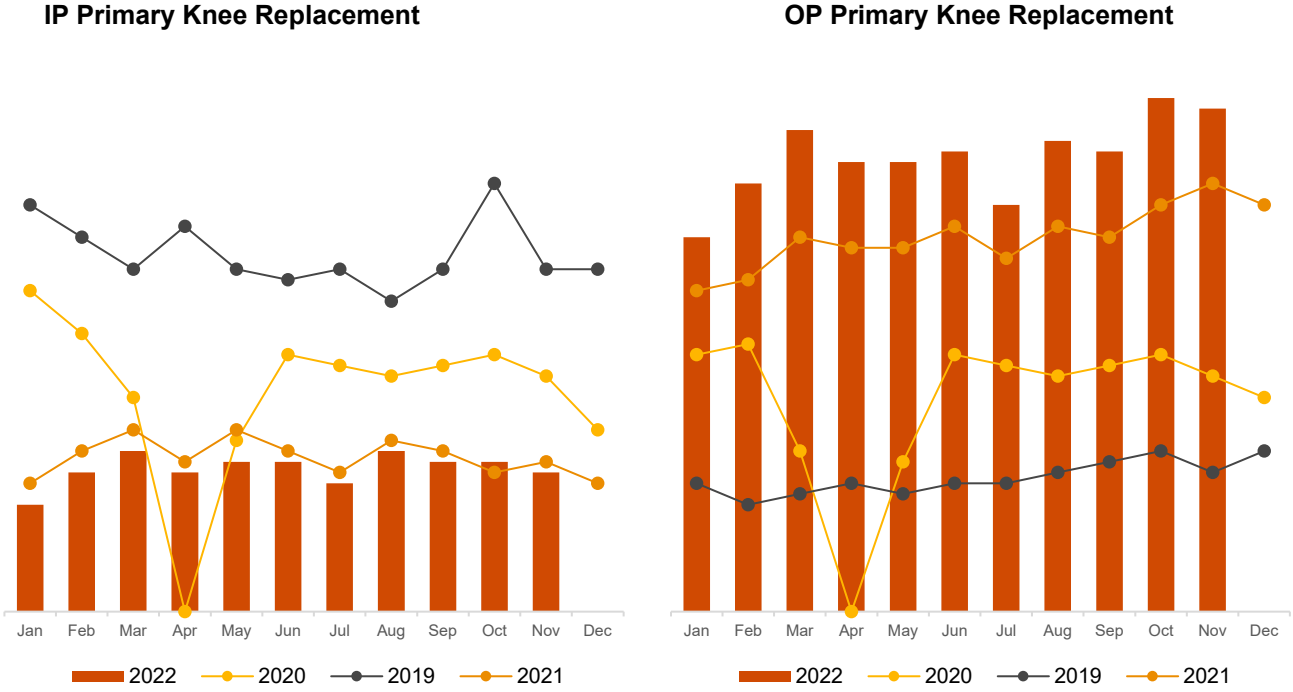 IP Primary Knee Replacement
Jan Feb Mar Apr May Jun Jul Aug Sep Oct Nov Dec
2022 2020 2019 2021
OP Primary Knee Replacement
Jan Feb Mar Apr May Jun Jul Aug Sep Oct Nov Dec
2022 2020 2019 2021